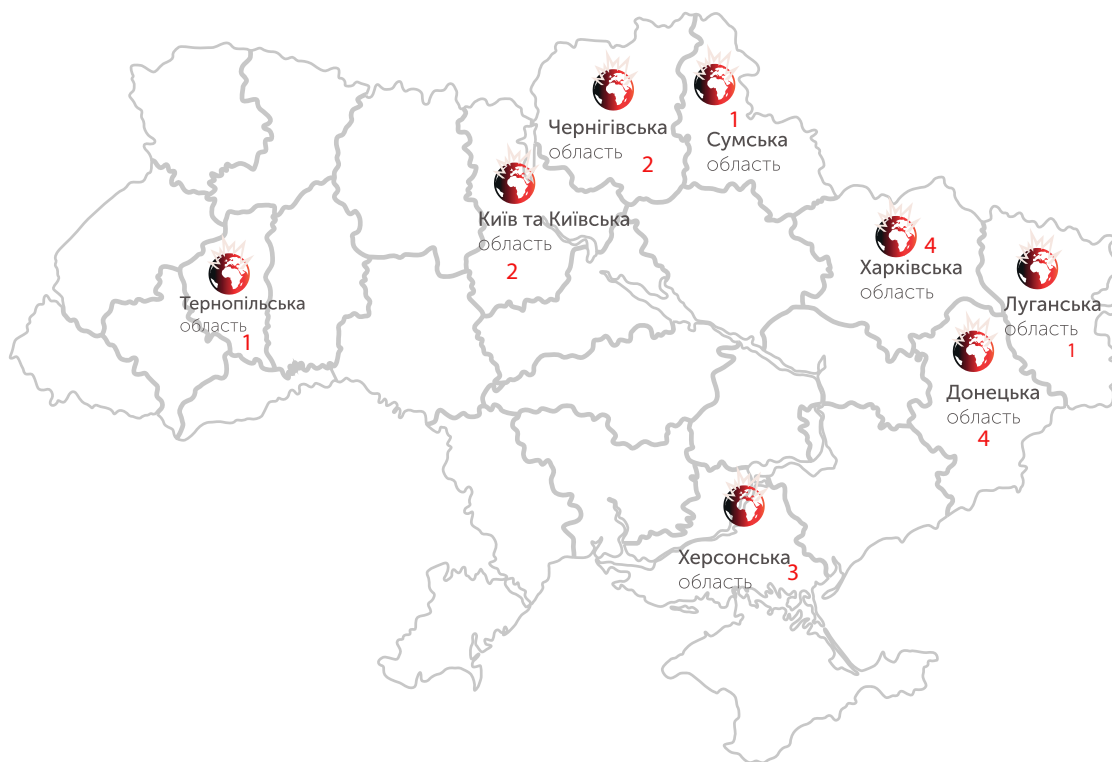 Чернігівська
область
2
1
Сумська
область
Київ та Київська
область
2
4
Харківська
область
Тернопільська
область
1
Луганська
область
1
Донецька
область
4
Херсонська
область
3